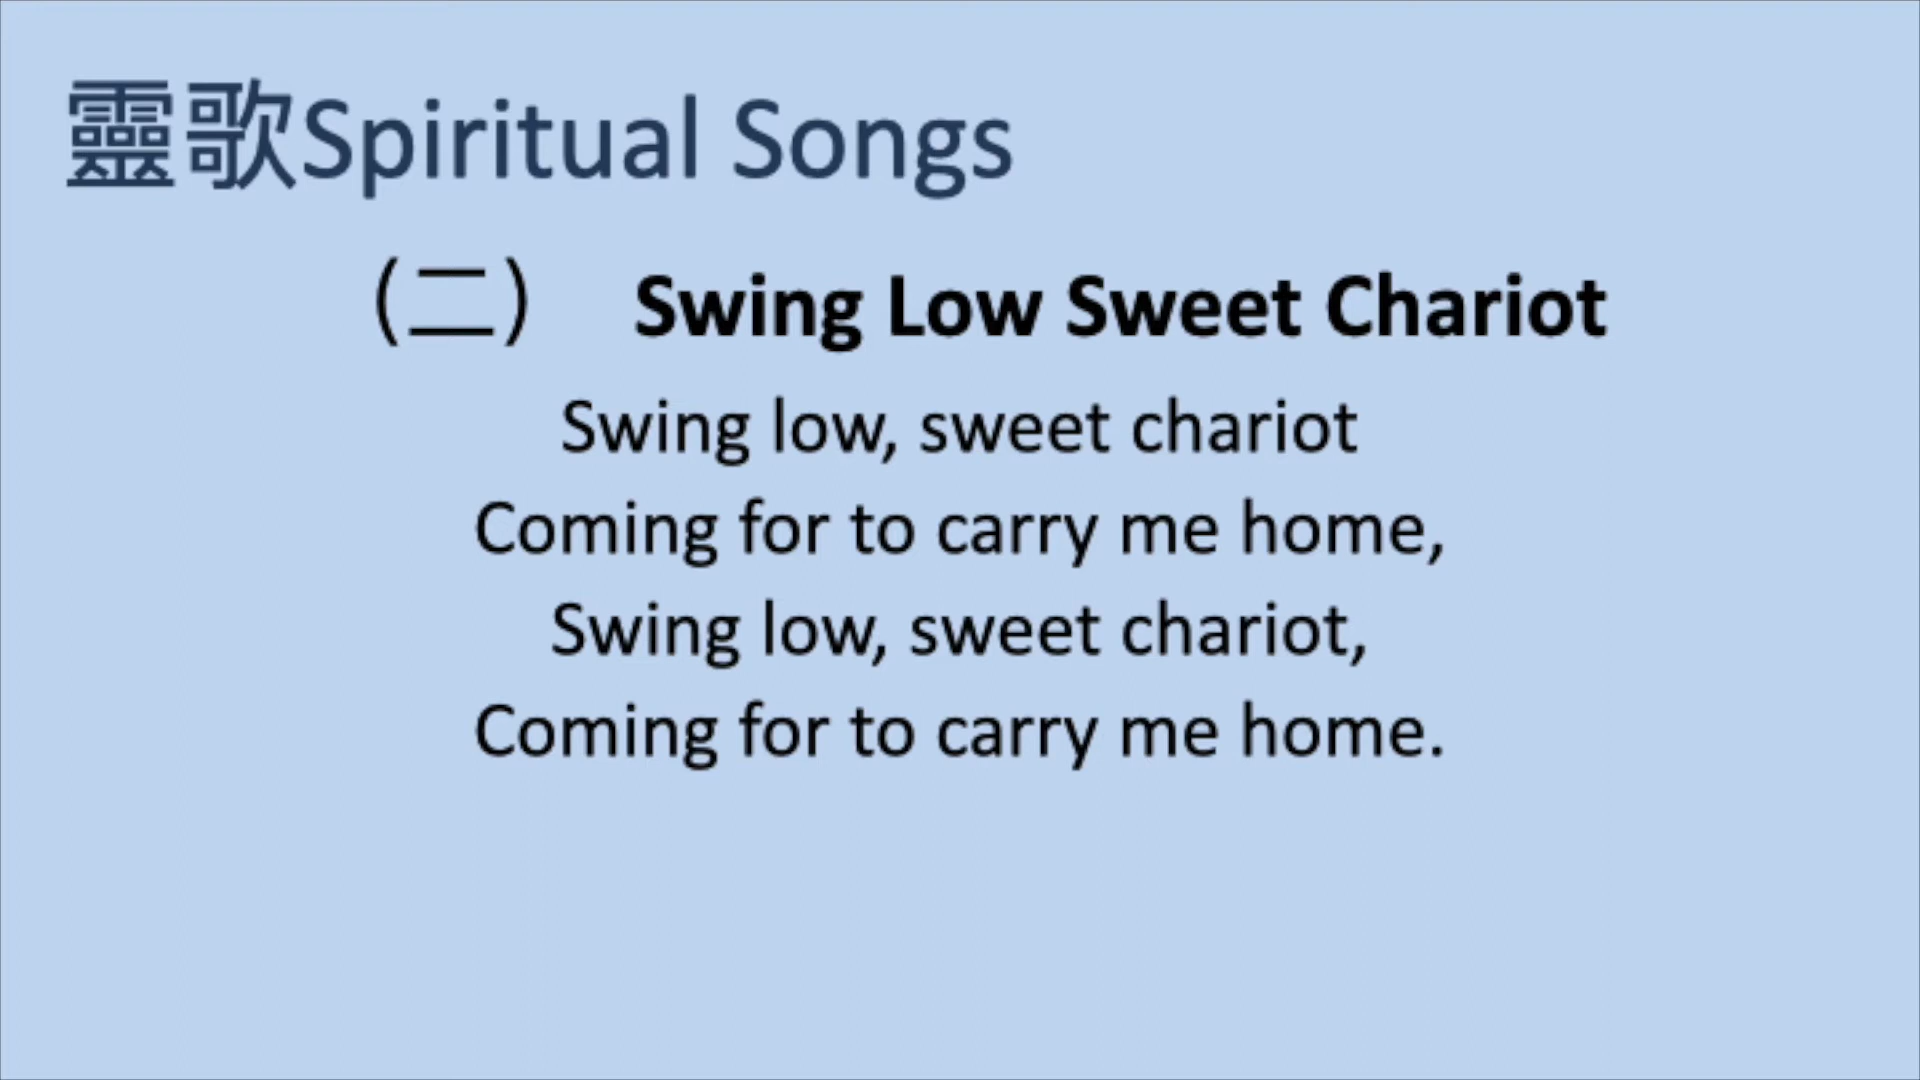 靈歌Spiritual Songs
(二) Swing Low Sweet Chariot
Swing low, sweet chariot
Coming for to carry me home,
Swing low, sweet chariot,
Coming for to carry me home.